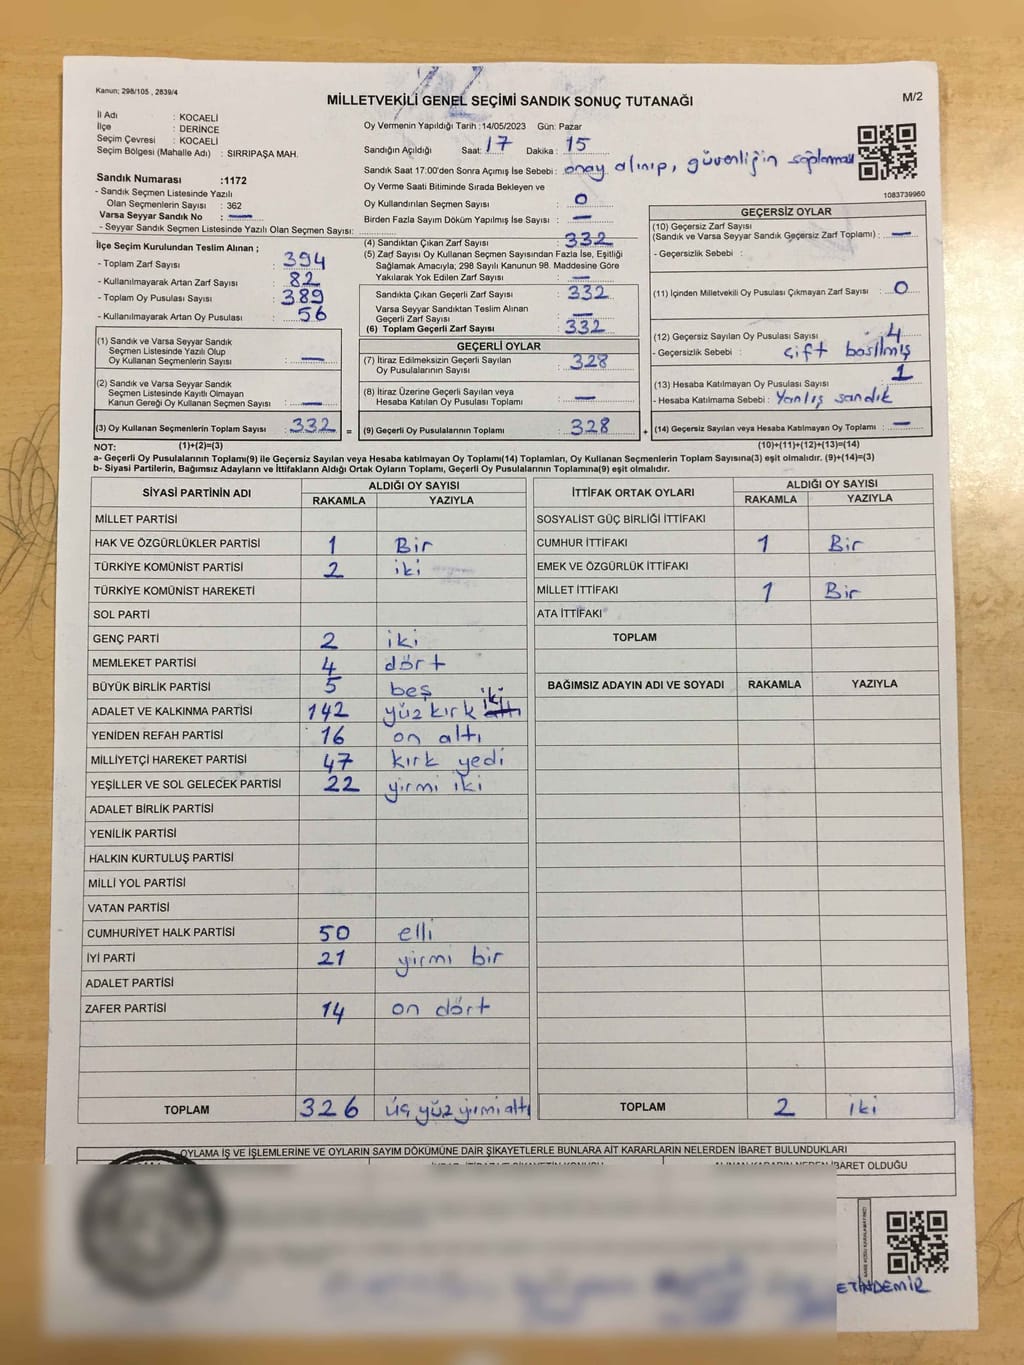 Kanun; 298/105 , 2839/4
MİLLETVEKİLİ GENEL SEÇİMİ SANDIK SONUÇ TUTANAĞI
M/2
İl Adı : KOCAELİ
İlçe : DERİNCE
Seçim Çevresi : KOCAELİ
Seçim Bölgesi (Mahalle Adı) : SIRRIPAŞA MAH.
Sandık Numarası :1172
- Sandık Seçmen Listesinde Yazılı
Olan Seçmenlerin Sayısı : 362
Varsa Seyyar Sandık No : —
- Seyyar Sandık Seçmen Listesinde Yazılı Olan Seçmen Sayısı:
Oy Vermenin Yapıldığı Tarih :14/05/2023 Gün: Pazar
Sandığın Açıldığı Saat: 17 Dakika : 15
Sandık Saat 17:00'den Sonra Açımış İse Sebebi : onay alınıp, güvenliğin sağlanması
Oy Verme Saati Bitiminde Sırada Bekleyen ve
Oy Kullandırılan Seçmen Sayısı : 0
Birden Fazla Sayım Döküm Yapılmış İse Sayısı : —
1083739960
İlçe Seçim Kurulundan Teslim Alınan ;
- Toplam Zarf Sayısı : 394
- Kullanılmayarak Artan Zarf Sayısı : 82
- Toplam Oy Pusulası Sayısı : 389
- Kullanılmayarak Artan Oy Pusulası : 56
(4) Sandıktan Çıkan Zarf Sayısı : 332
(5) Zarf Sayısı Oy Kullanan Seçmen Sayısından Fazla İse, Eşitliği
Sağlamak Amacıyla; 298 Sayılı Kanunun 98. Maddesine Göre
Yakılarak Yok Edilen Zarf Sayısı : —
Sandıkta Çıkan Geçerli Zarf Sayısı : 332
Varsa Seyyar Sandıktan Teslim Alınan
Geçerli Zarf Sayısı : —
(6) Toplam Geçerli Zarf Sayısı : 332
GEÇERSİZ OYLAR
(10) Geçersiz Zarf Sayısı
(Sandık ve Varsa Seyyar Sandık Geçersiz Zarf Toplamı) : —
- Geçersizlik Sebebi :
(11) İçinden Milletvekili Oy Pusulası Çıkmayan Zarf Sayısı : 0
(12) Geçersiz Sayılan Oy Pusulası Sayısı : 4
- Geçersizlik Sebebi : çift basılmış
(13) Hesaba Katılmayan Oy Pusulası Sayısı : 1
- Hesaba Katılmama Sebebi : Yanlış sandık
(14) Geçersiz Sayılan veya Hesaba Katılmayan Oy Toplamı : —
(1) Sandık ve Varsa Seyyar Sandık
Seçmen Listesinde Yazılı Olup
Oy Kullanan Seçmenlerin Sayısı : —
(2) Sandık ve Varsa Seyyar Sandık
Seçmen Listesinde Kayıtlı Olmayan
Kanun Gereği Oy Kullanan Seçmen Sayısı : —
(3) Oy Kullanan Seçmenlerin Toplam Sayısı : 332 =
GEÇERLİ OYLAR
(7) İtiraz Edilmeksizin Geçerli Sayılan
Oy Pusulalarının Sayısı : 328
(8) İtiraz Üzerine Geçerli Sayılan veya
Hesaba Katılan Oy Pusulası Toplamı : —
(9) Geçerli Oy Pusulalarının Toplamı : 328 +
NOT: (1)+(2)=(3) (10)+(11)+(12)+(13)=(14)
a- Geçerli Oy Pusulalarının Toplamı(9) ile Geçersiz Sayılan veya Hesaba Katılmayan Oy Toplamı(14) Toplamları, Oy Kullanan Seçmenlerin Toplam Sayısına(3) eşit olmalıdır. (9)+(14)=(3)
b- Siyasi Partilerin, Bağımsız Adayların ve İttifakların Aldığı Ortak Oyların Toplamı, Geçerli Oy Pusulalarının Toplamına(9) eşit olmalıdır.
SİYASİ PARTİNİN ADI ALDIĞI OY SAYISI
RAKAMLA YAZIYLA
MİLLET PARTİSİ
HAK VE ÖZGÜRLÜKLER PARTİSİ 1 Bir
TÜRKİYE KOMÜNİST PARTİSİ 2 iki
TÜRKİYE KOMÜNİST HAREKETİ
SOL PARTİ
GENÇ PARTİ 2 iki
MEMLEKET PARTİSİ 4 dört
BÜYÜK BİRLİK PARTİSİ 5 beş
ADALET VE KALKINMA PARTİSİ 142 yüz kırk altı iki
YENİDEN REFAH PARTİSİ 16 on altı
MİLLİYETÇİ HAREKET PARTİSİ 47 kırk yedi
YEŞİLLER VE SOL GELECEK PARTİSİ 22 yirmi iki
ADALET BİRLİK PARTİSİ
YENİLİK PARTİSİ
HALKIN KURTULUŞ PARTİSİ
MİLLİ YOL PARTİSİ
VATAN PARTİSİ
CUMHURİYET HALK PARTİSİ 50 elli
İYİ PARTİ 21 yirmi bir
ADALET PARTİSİ
ZAFER PARTİSİ 14 on dört
TOPLAM 326 üç yüz yirmi altı
İTTİFAK ORTAK OYLARI ALDIĞI OY SAYISI
RAKAMLA YAZIYLA
SOSYALİST GÜÇ BİRLİĞİ İTTİFAKI
CUMHUR İTTİFAKI 1 Bir
EMEK VE ÖZGÜRLÜK İTTİFAKI
MİLLET İTTİFAKI 1 Bir
ATA İTTİFAKI
TOPLAM
BAĞIMSIZ ADAYIN ADI VE SOYADI RAKAMLA YAZIYLA
TOPLAM 2 iki
OYLAMA İŞ VE İŞLEMLERİNE VE OYLARIN SAYIM DÖKÜMÜNE DAİR ŞİKAYETLERLE BUNLARA AİT KARARLARIN NELERDEN İBARET BULUNDUKLARI
İBARET OLDUĞU
ETİNDEMİR